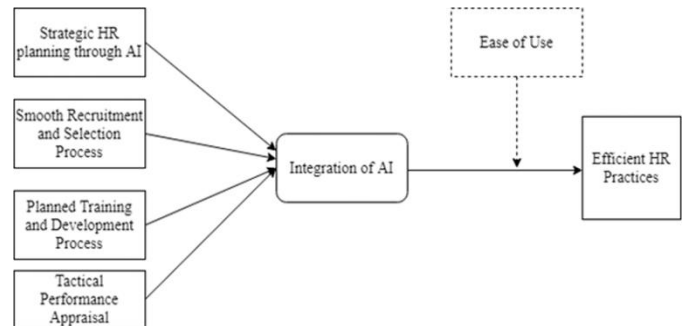 Strategic HR
planning through AI
Smooth Recruitment
and Selection
Process
Planned Training
and Development
Process
Tactical
Performance
Appraisal
Integration of AI
Ease of Use
Efficient HR
Practices